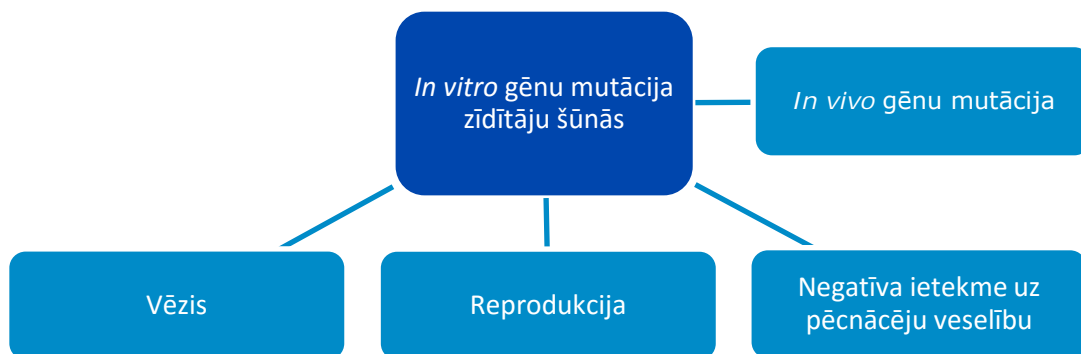 In vitro gēnu mutācija
zīdītāju šūnās
In vivo gēnu mutācija
Vēzis
Reprodukcija
Negatīva ietekme uz
pēcnācēju veselību